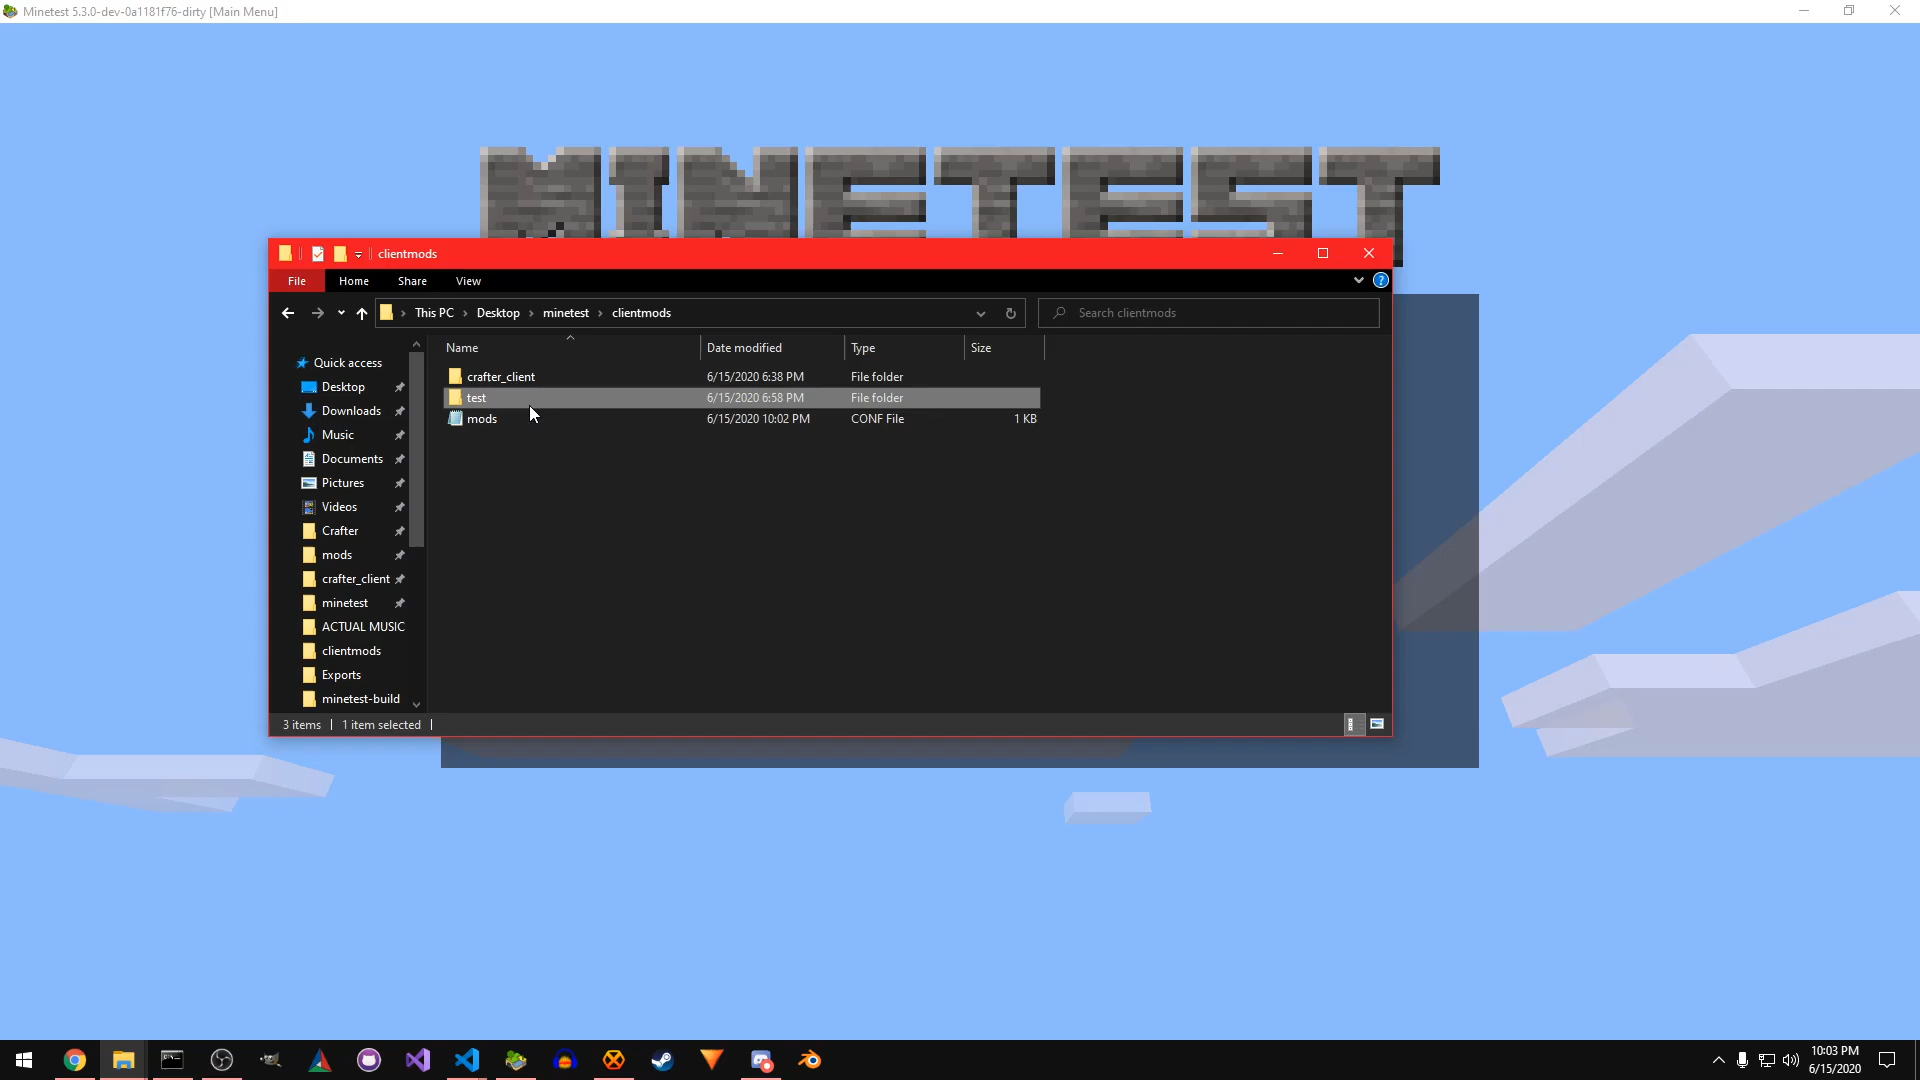 Minetest 5.3.0-dev-0a1181f76-dirty [Main Menu]
MINETEST
clientmods
File Home Share View
This PC > Desktop > minetest > clientmods
Search clientmods
Name Date modified Type Size
Quick access
Desktop
Downloads
Music
Documents
Pictures
Videos
Crafter
mods
crafter_client
minetest
ACTUAL MUSIC
clientmods
Exports
minetest-build
crafter_client 6/15/2020 6:38 PM File folder
test 6/15/2020 6:58 PM File folder
mods 6/15/2020 10:02 PM CONF File 1 KB
3 items 1 item selected
10:03 PM
6/15/2020